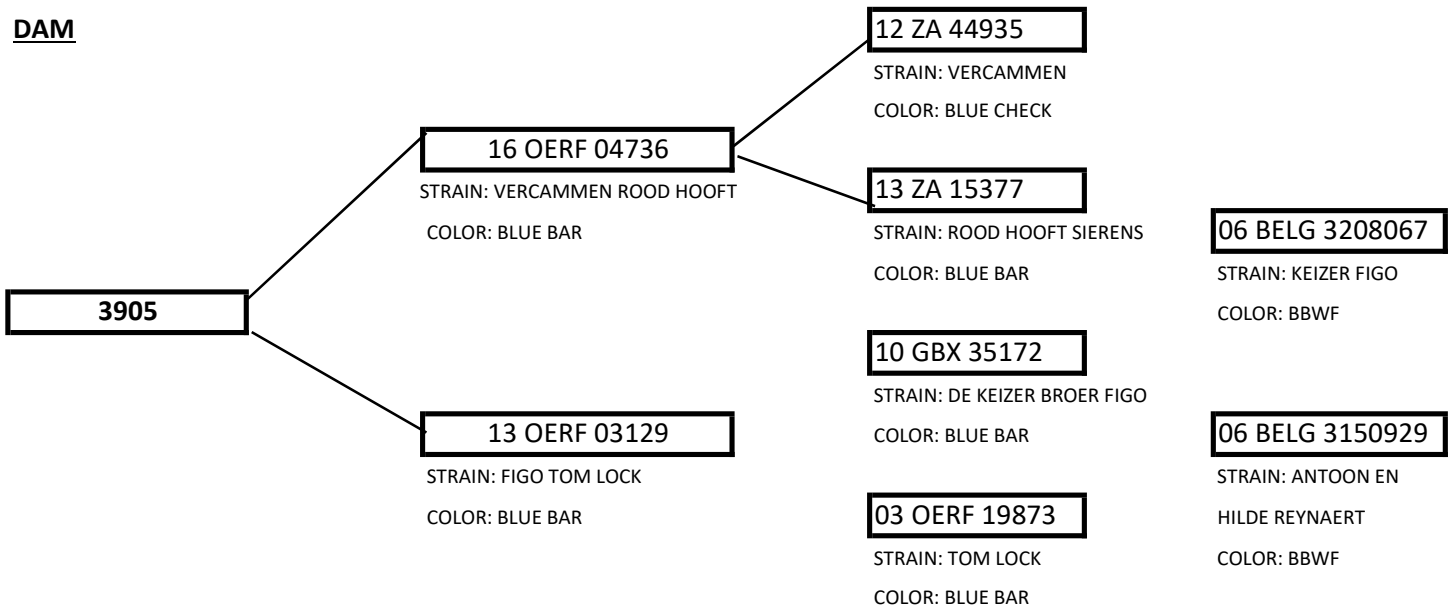 DAM
12 ZA 44935
STRAIN: VERCAMMEN
COLOR: BLUE CHECK
16 OERF 04736
STRAIN: VERCAMMEN ROOD HOOFT
COLOR: BLUE BAR
13 ZA 15377
STRAIN: ROOD HOOFT SIERENS
COLOR: BLUE BAR
06 BELG 3208067
STRAIN: KEIZER FIGO
COLOR: BBWF
3905
10 GBX 35172
STRAIN: DE KEIZER BROER FIGO
COLOR: BLUE BAR
13 OERF 03129
STRAIN: FIGO TOM LOCK
COLOR: BLUE BAR
06 BELG 3150929
STRAIN: ANTOON EN
HILDE REYNAERT
COLOR: BBWF
03 OERF 19873
STRAIN: TOM LOCK
COLOR: BLUE BAR